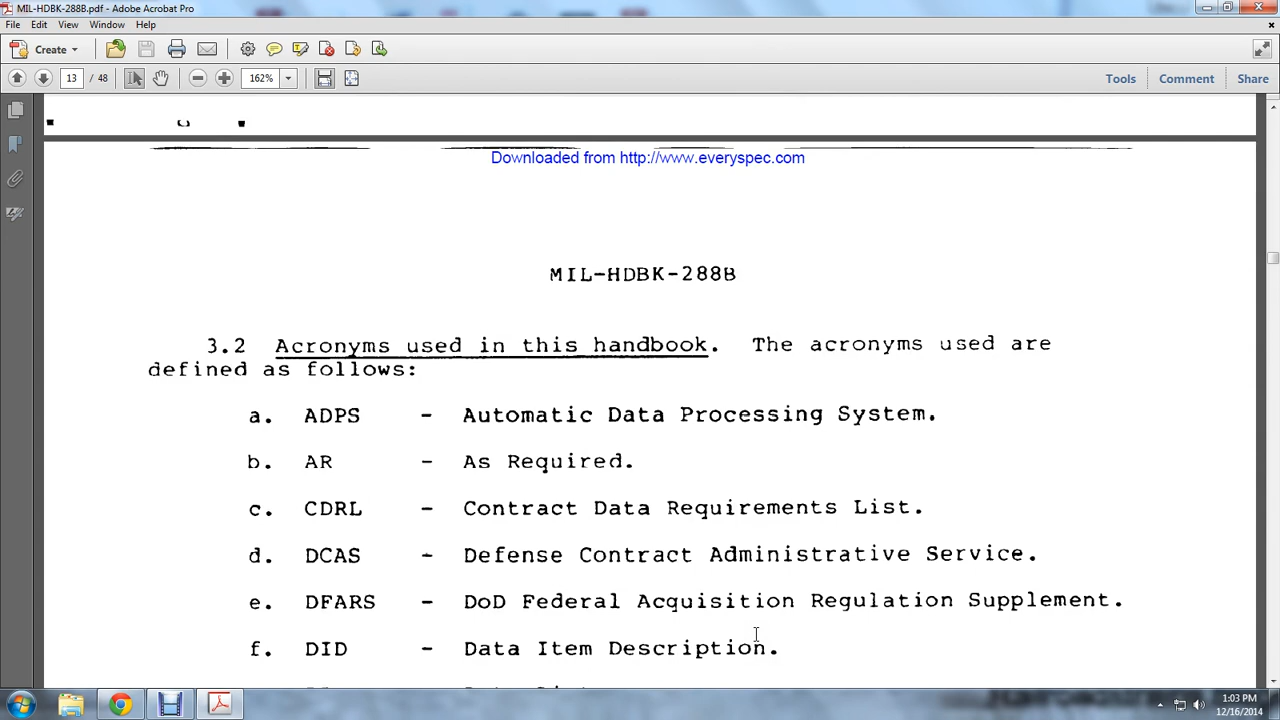 MIL-HDBK-288B.pdf - Adobe Acrobat Pro
File Edit View Window Help
Create
13 / 48 162% Tools Comment Share
Downloaded from http://www.everyspec.com
MIL-HDBK-288B
3.2 Acronyms used in this handbook. The acronyms used are
defined as follows:
a. ADPS - Automatic Data Processing System.
b. AR - As Required.
c. CDRL - Contract Data Requirements List.
d. DCAS - Defense Contract Administrative Service.
e. DFARS - DoD Federal Acquisition Regulation Supplement.
f. DID - Data Item Description.
1:03 PM
12/16/2014